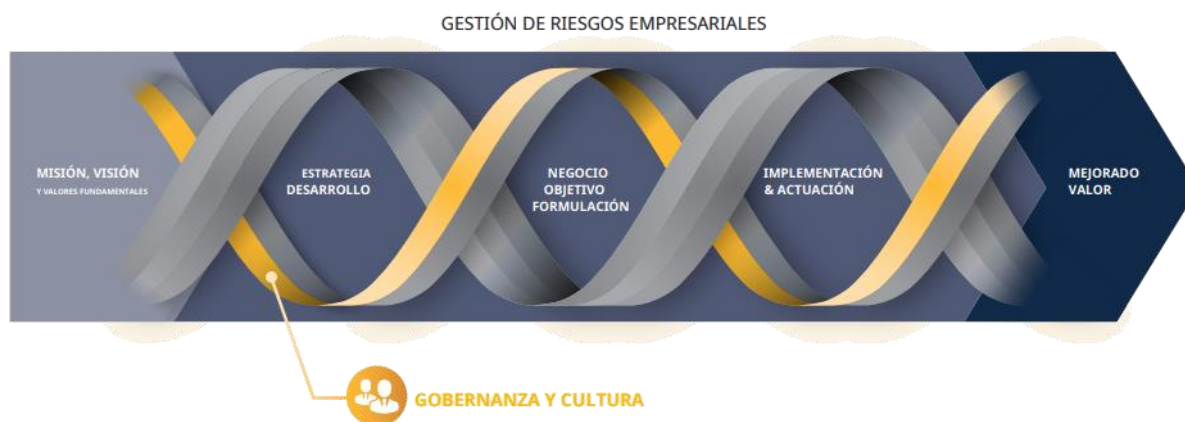 GESTIÓN DE RIESGOS EMPRESARIALES
MISIÓN, VISIÓN
Y VALORES FUNDAMENTALES
ESTRATEGIA
DESARROLLO
NEGOCIO
OBJETIVO
FORMULACIÓN
IMPLEMENTACIÓN
& ACTUACIÓN
MEJORADO
VALOR
GOBERNANZA Y CULTURA